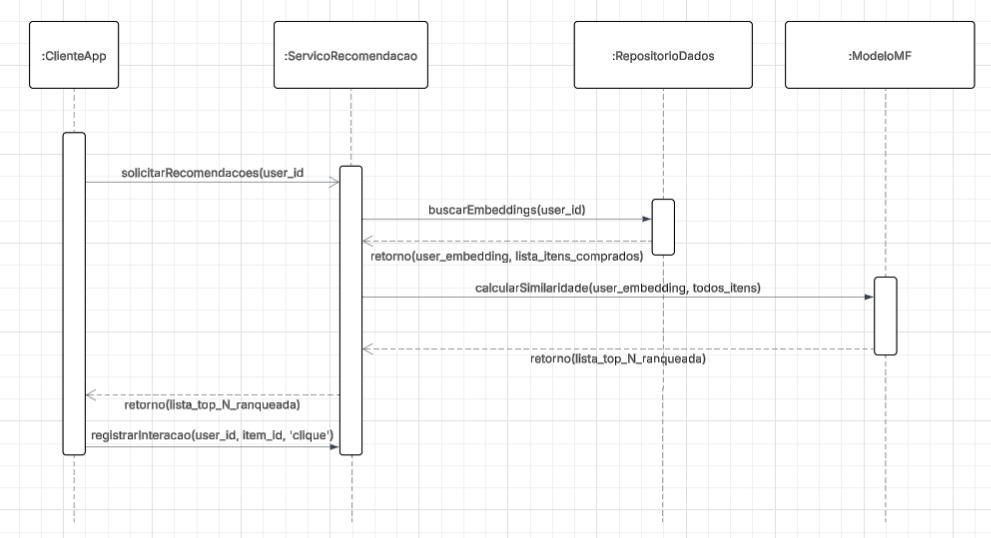 :ClienteApp
:ServicoRecomendacao
:RepositorioDados
:ModeloMF
solicitarRecomendacoes(user_id
buscarEmbeddings(user_id)
retorno(user_embedding, lista_itens_comprados)
calcularSimilaridade(user_embedding, todos_itens)
retorno(lista_top_N_ranqueada)
retorno(lista_top_N_ranqueada)
registrarInteracao(user_id, item_id, 'clique')